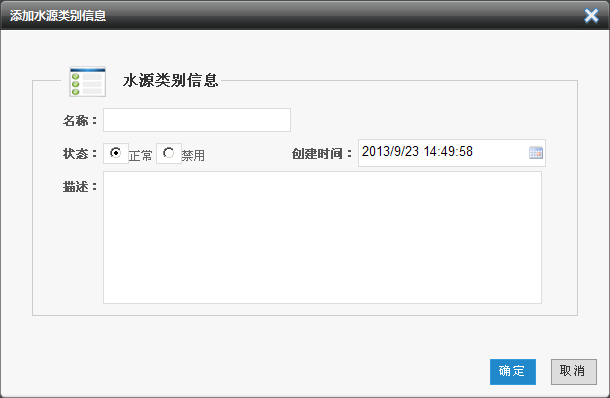 添加水源类别信息
水源类别信息
名称：
状态： 正常 禁用 创建时间： 2013/9/23 14:49:58
描述：
确定 取消